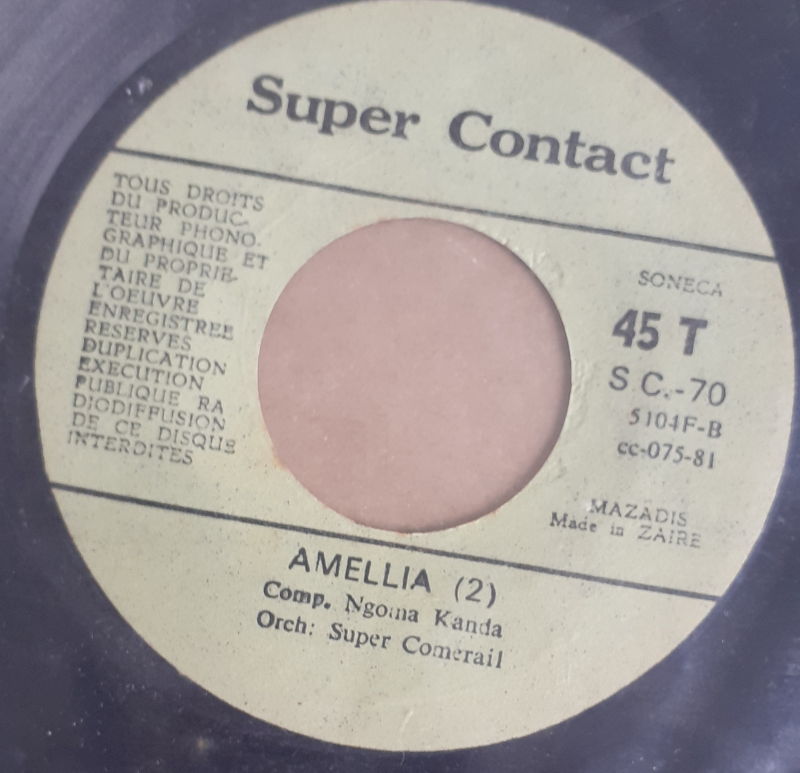 Super Contact
TOUS DROITS
DU PRODUC-
TEUR PHONO-
GRAPHIQUE ET
DU PROPRIE-
TAIRE DE
L'OEUVRE
ENREGISTREE
RESERVES
DUPLICATION
EXECUTION
PUBLIQUE RA
DIODIFFUSION
DE CE DISQUE
INTERDITES
SONECA
45 T
S C.-70
5104F-B
cc-075-81
MAZADIS
Made in ZAIRE
AMELLIA (2)
Comp. Ngoma Kanda
Orch: Super Comerail